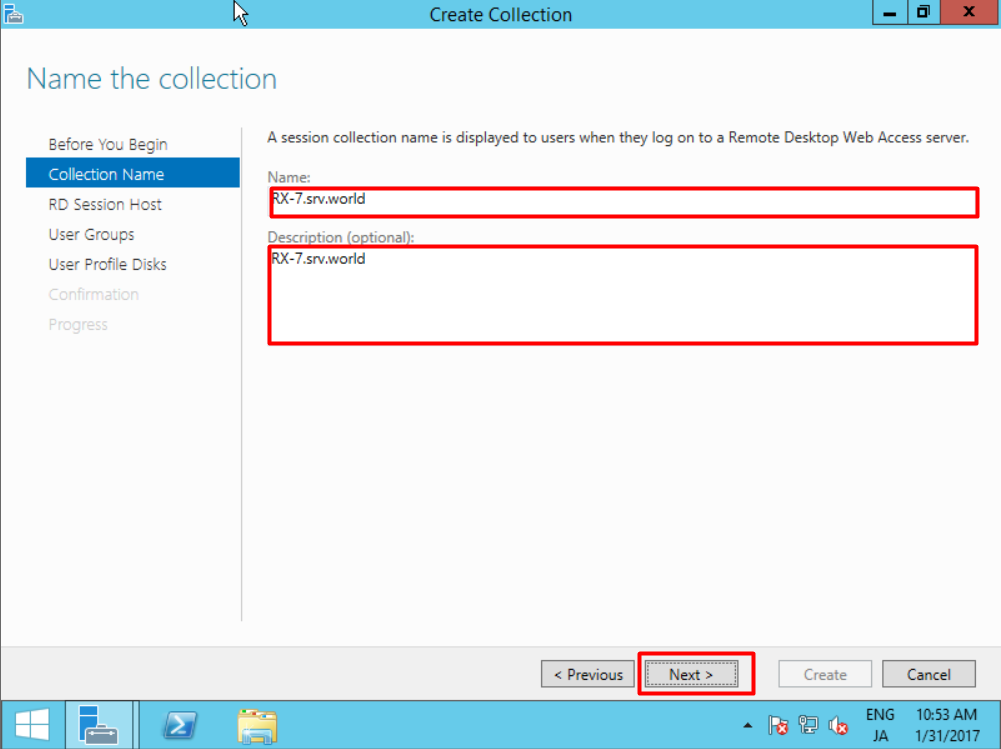 Create Collection
Name the collection
Before You Begin
Collection Name
RD Session Host
User Groups
User Profile Disks
Confirmation
Progress
A session collection name is displayed to users when they log on to a Remote Desktop Web Access server.
Name:
RX-7.srv.world
Description (optional):
RX-7.srv.world
< Previous
Next >
Create
Cancel
ENG
JA
10:53 AM
1/31/2017